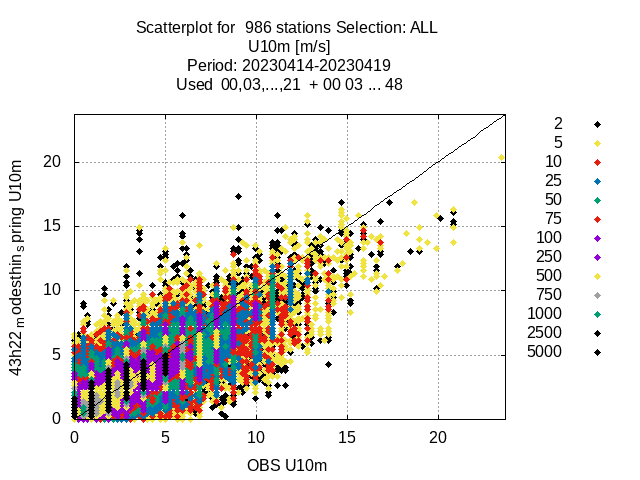 Scatterplot for  986 stations Selection: ALL
U10m [m/s]
Period: 20230414-20230419
Used  00,03,...,21  + 00 03 ... 48
43h22_modesthin_spring U10m
20
15
10
5
0
0 5 10 15 20
OBS U10m
2
5
10
25
50
75
100
250
500
750
1000
2500
5000